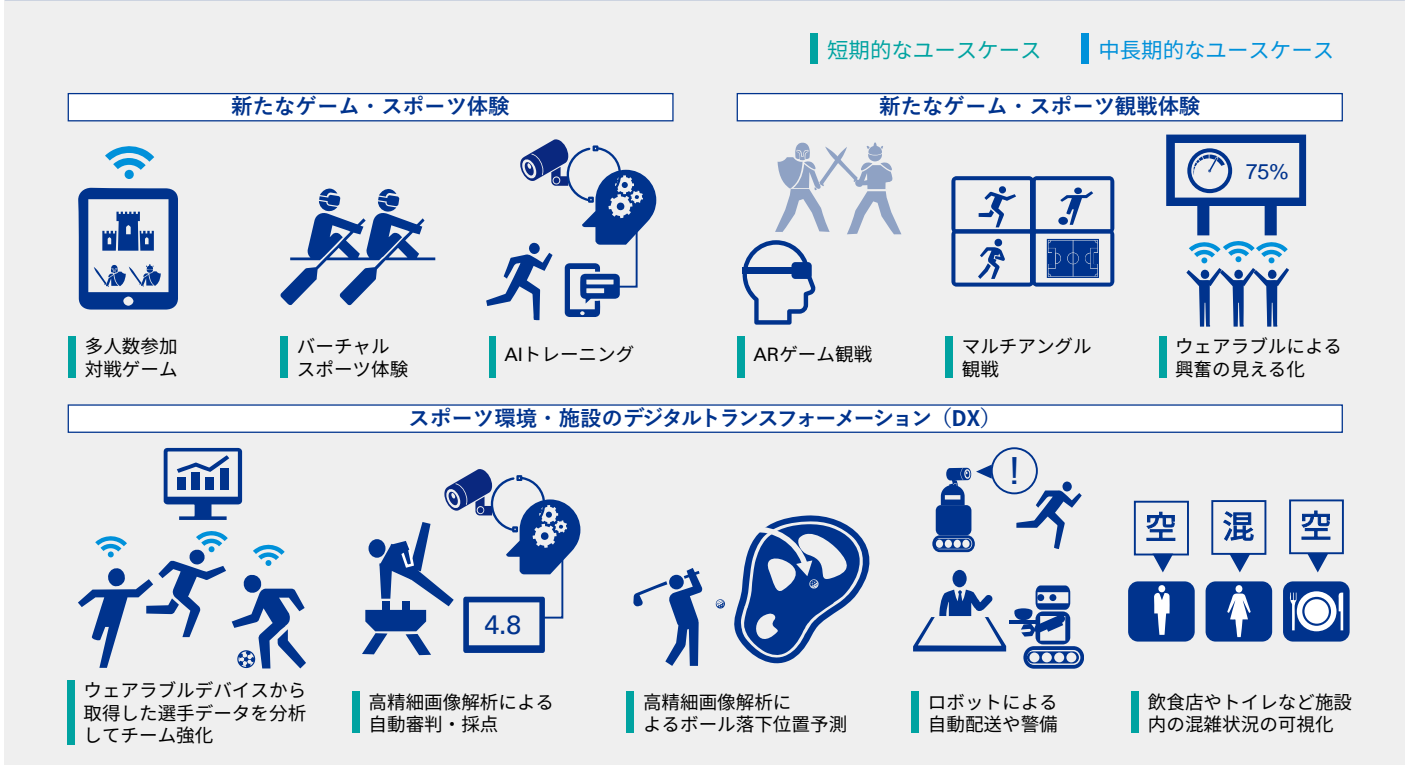 短期的なユースケース
中長期的なユースケース
新たなゲーム・スポーツ体験
新たなゲーム・スポーツ観戦体験
75%
多人数参加
対戦ゲーム
バーチャル
スポーツ体験
AIトレーニング
ARゲーム観戦
マルチアングル
観戦
ウェアラブルによる
興奮の見える化
スポーツ環境・施設のデジタルトランスフォーメーション（DX）
!
空
混
空
4.8
ウェアラブルデバイスから
取得した選手データを分析
してチーム強化
高精細画像解析による
自動審判・採点
高精細画像解析に
よるボール落下位置予測
ロボットによる
自動配送や警備
飲食店やトイレなど施設
内の混雑状況の可視化